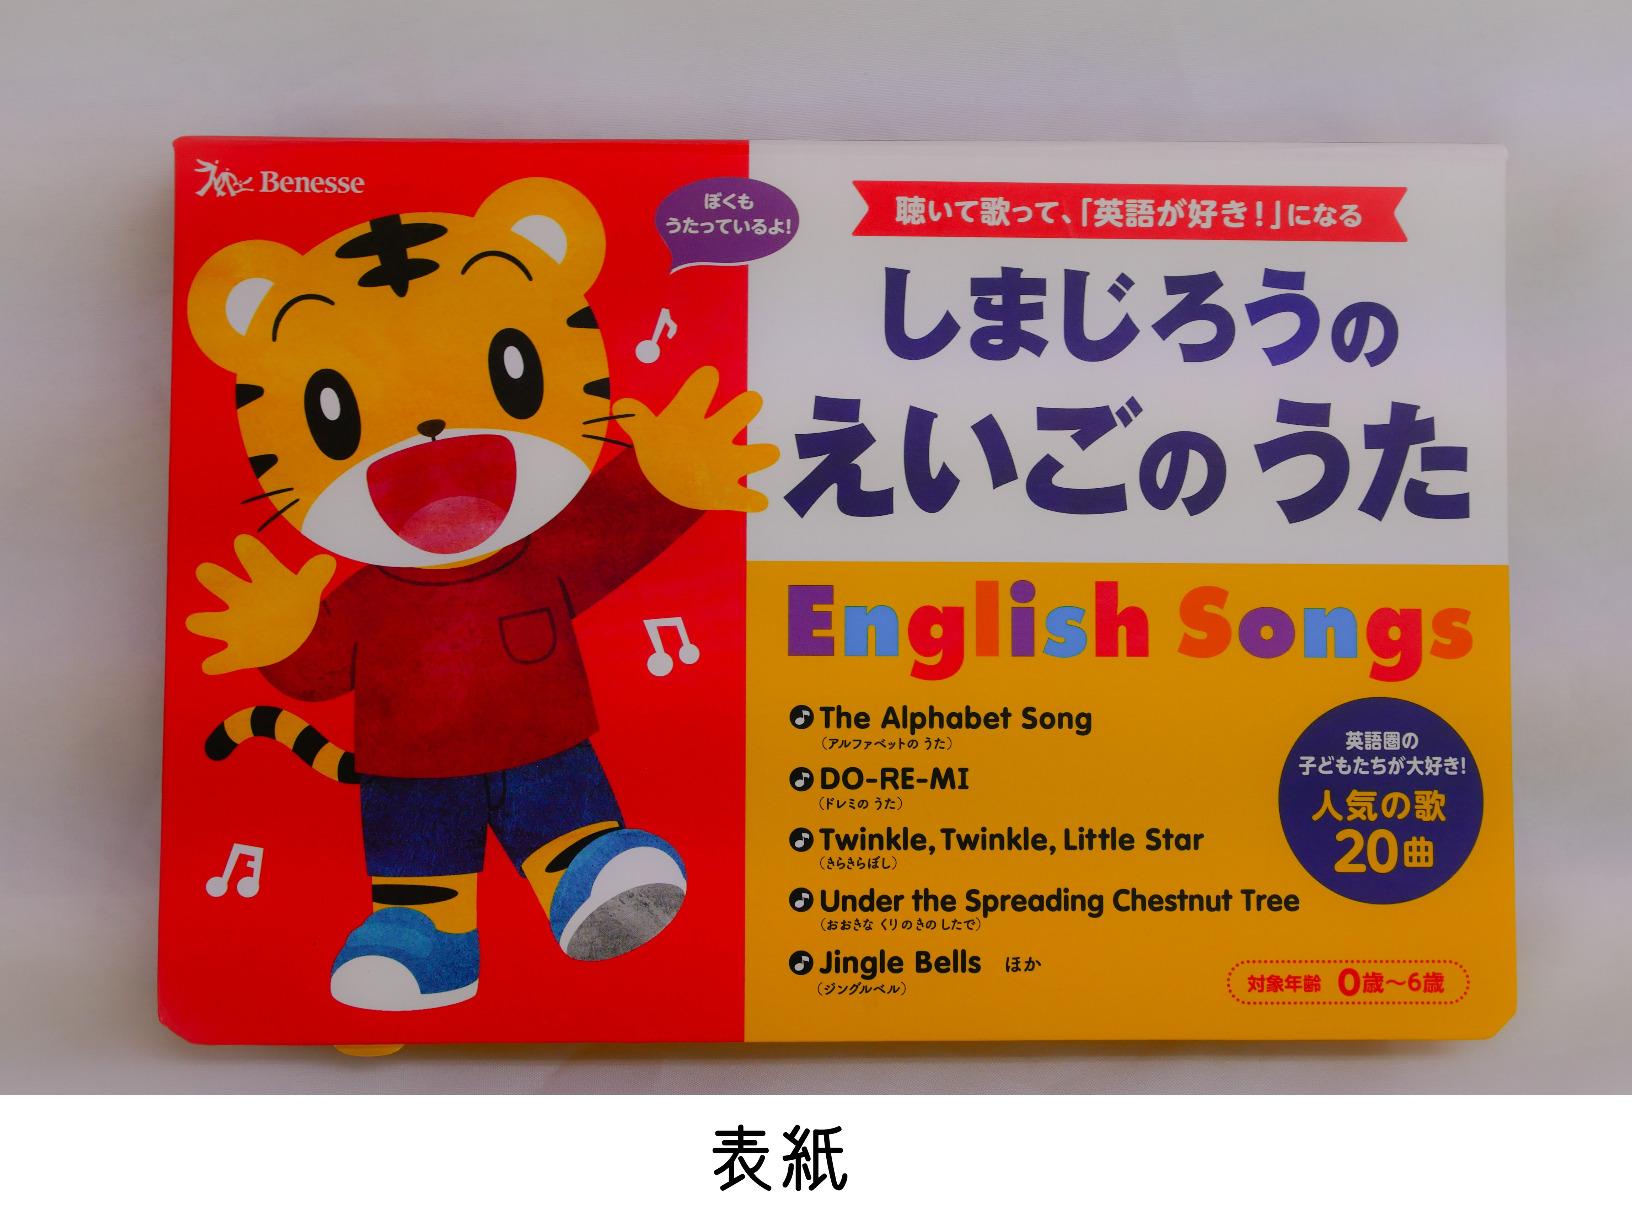 Benesse
ぼくも
うたっているよ!
聴いて歌って、「英語が好き!」になる
しまじろうの
えいごの うた
English Songs
The Alphabet Song
(アルファベットの うた)
DO-RE-MI
(ドレミの うた)
Twinkle, Twinkle, Little Star
(きらきらぼし)
Under the Spreading Chestnut Tree
(おおきな くりのきの したで)
Jingle Bells ほか
(ジングルベル)
英語圏の
子どもたちが大好き!
人気の歌
20曲
対象年齢 0歳〜6歳
表紙